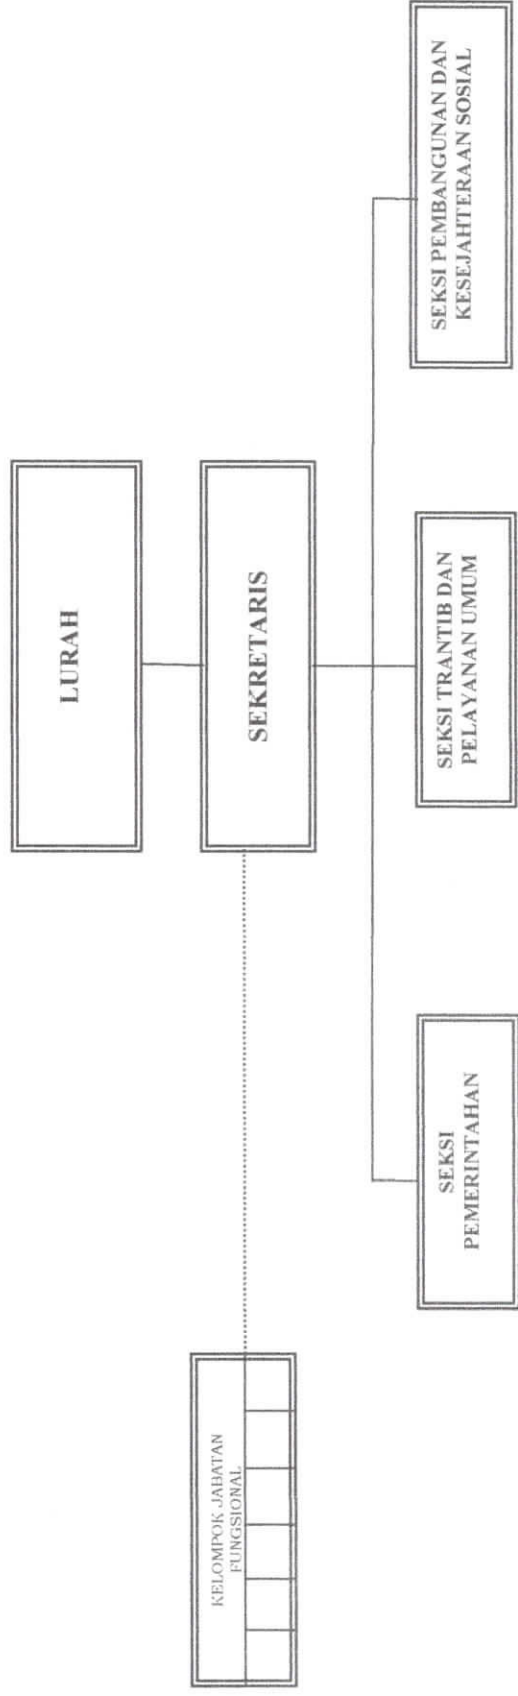 LURAH
KELOMPOK JABATAN
FUNGSIONAL
SEKRETARIS
SEKSI
PEMERINTAHAN
SEKSI TRANTIB DAN
PELAYANAN UMUM
SEKSI PEMBANGUNAN DAN
KESEJAHTERAAN SOSIAL